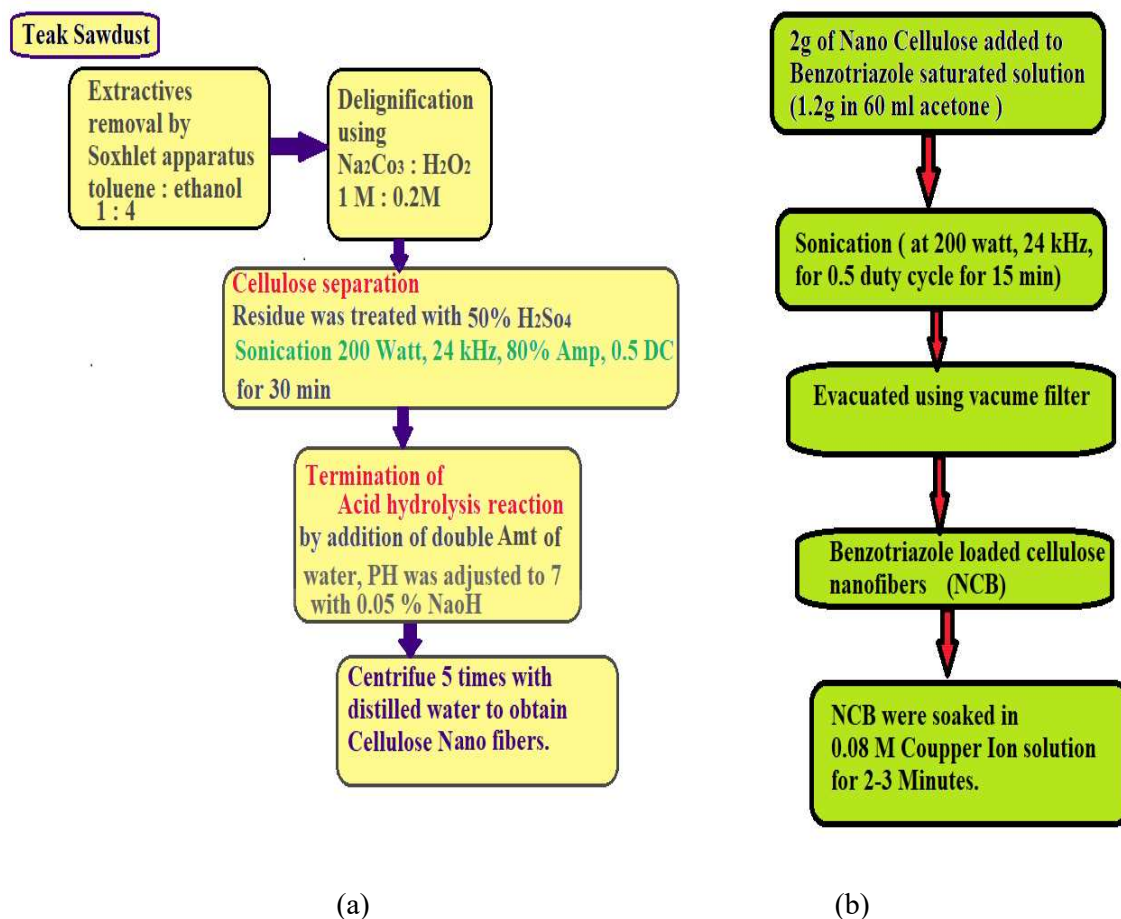 Teak Sawdust
Extractives
removal by
Soxhlet apparatus
toluene : ethanol
1 : 4
Delignification
using
Na₂Co₃ : H₂O₂
1 M : 0.2M
Cellulose separation
Residue was treated with 50% H₂So₄
Sonication 200 Watt, 24 kHz, 80% Amp, 0.5 DC
for 30 min
Termination of
Acid hydrolysis reaction
by addition of double Amt of
water, PH was adjusted to 7
with 0.05 % NaoH
Centrifue 5 times with
distilled water to obtain
Cellulose Nano fibers.
(a)
2g of Nano Cellulose added to
Benzotriazole saturated solution
(1.2g in 60 ml acetone )
Sonication ( at 200 watt, 24 kHz,
for 0.5 duty cycle for 15 min)
Evacuated using vacume filter
Benzotriazole loaded cellulose
nanofibers (NCB)
NCB were soaked in
0.08 M Coupper Ion solution
for 2-3 Minutes.
(b)